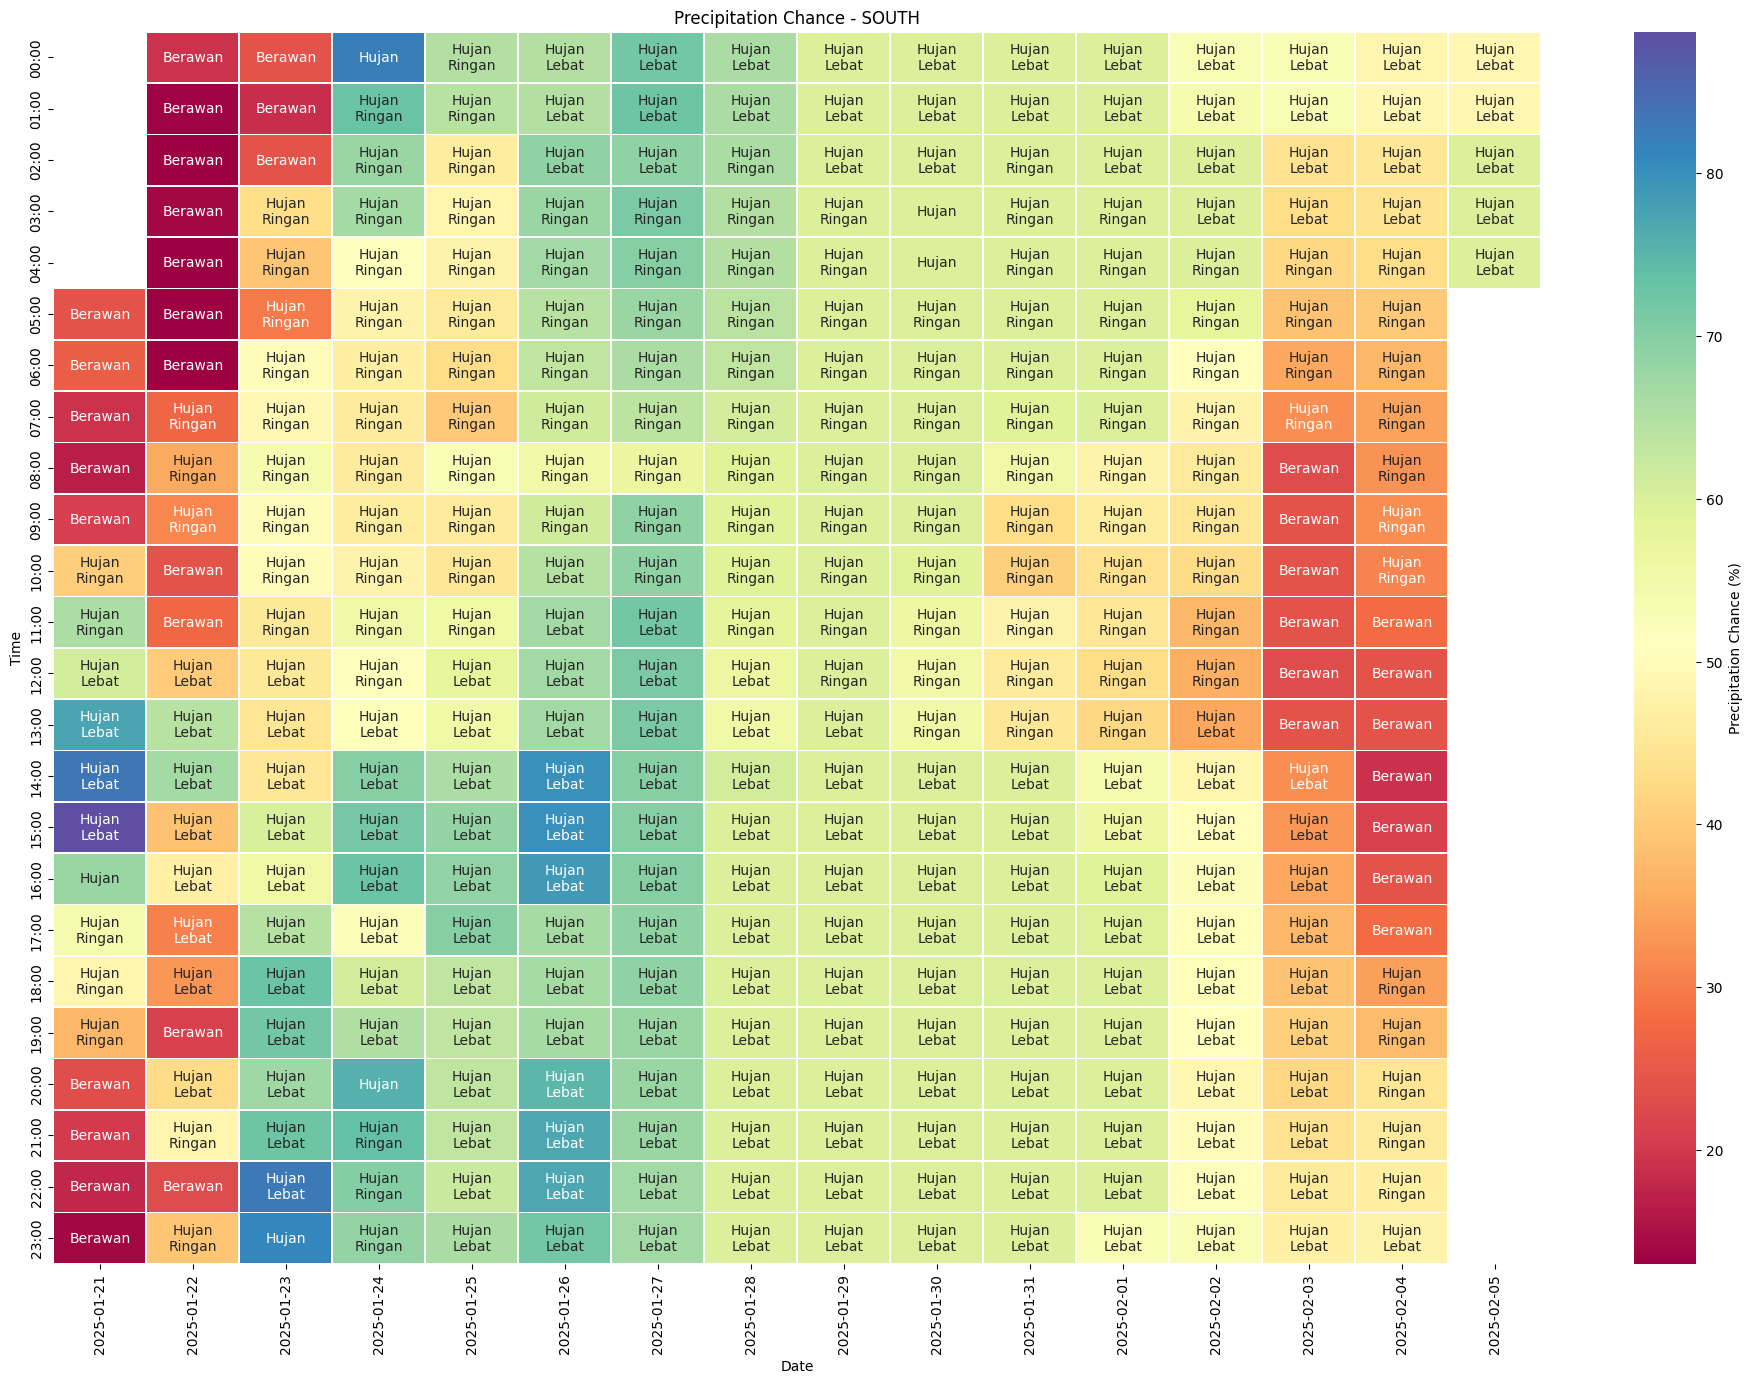 Precipitation Chance - SOUTH
00:00 Berawan Berawan Hujan Hujan Ringan Hujan Lebat Hujan Lebat Hujan Lebat Hujan Lebat Hujan Lebat Hujan Lebat Hujan Lebat Hujan Lebat Hujan Lebat Hujan Lebat Hujan Lebat
01:00 Berawan Berawan Hujan Ringan Hujan Ringan Hujan Lebat Hujan Lebat Hujan Lebat Hujan Lebat Hujan Lebat Hujan Lebat Hujan Lebat Hujan Lebat Hujan Lebat Hujan Lebat Hujan Lebat
02:00 Berawan Berawan Hujan Ringan Hujan Ringan Hujan Lebat Hujan Lebat Hujan Ringan Hujan Lebat Hujan Lebat Hujan Ringan Hujan Lebat Hujan Lebat Hujan Lebat Hujan Lebat Hujan Lebat
03:00 Berawan Hujan Ringan Hujan Ringan Hujan Ringan Hujan Ringan Hujan Ringan Hujan Ringan Hujan Ringan Hujan Hujan Ringan Hujan Ringan Hujan Lebat Hujan Lebat Hujan Lebat Hujan Lebat
04:00 Berawan Hujan Ringan Hujan Ringan Hujan Ringan Hujan Ringan Hujan Ringan Hujan Ringan Hujan Ringan Hujan Hujan Ringan Hujan Ringan Hujan Ringan Hujan Ringan Hujan Ringan Hujan Lebat
05:00 Berawan Berawan Hujan Ringan Hujan Ringan Hujan Ringan Hujan Ringan Hujan Ringan Hujan Ringan Hujan Ringan Hujan Ringan Hujan Ringan Hujan Ringan Hujan Ringan Hujan Ringan Hujan Ringan
06:00 Berawan Berawan Hujan Ringan Hujan Ringan Hujan Ringan Hujan Ringan Hujan Ringan Hujan Ringan Hujan Ringan Hujan Ringan Hujan Ringan Hujan Ringan Hujan Ringan Hujan Ringan Hujan Ringan
07:00 Berawan Hujan Ringan Hujan Ringan Hujan Ringan Hujan Ringan Hujan Ringan Hujan Ringan Hujan Ringan Hujan Ringan Hujan Ringan Hujan Ringan Hujan Ringan Hujan Ringan Hujan Ringan Hujan Ringan
08:00 Berawan Hujan Ringan Hujan Ringan Hujan Ringan Hujan Ringan Hujan Ringan Hujan Ringan Hujan Ringan Hujan Ringan Hujan Ringan Hujan Ringan Hujan Ringan Hujan Ringan Berawan Hujan Ringan
09:00 Berawan Hujan Ringan Hujan Ringan Hujan Ringan Hujan Ringan Hujan Ringan Hujan Ringan Hujan Ringan Hujan Ringan Hujan Ringan Hujan Ringan Hujan Ringan Hujan Ringan Berawan Hujan Ringan
10:00 Hujan Ringan Berawan Hujan Ringan Hujan Ringan Hujan Ringan Hujan Lebat Hujan Ringan Hujan Ringan Hujan Ringan Hujan Ringan Hujan Ringan Hujan Ringan Hujan Ringan Berawan Hujan Ringan
11:00 Hujan Ringan Berawan Hujan Ringan Hujan Ringan Hujan Ringan Hujan Lebat Hujan Lebat Hujan Ringan Hujan Ringan Hujan Ringan Hujan Ringan Hujan Ringan Hujan Ringan Berawan Berawan
12:00 Hujan Lebat Hujan Lebat Hujan Lebat Hujan Ringan Hujan Lebat Hujan Lebat Hujan Lebat Hujan Lebat Hujan Ringan Hujan Ringan Hujan Ringan Hujan Ringan Hujan Ringan Berawan Berawan
13:00 Hujan Lebat Hujan Lebat Hujan Lebat Hujan Lebat Hujan Lebat Hujan Lebat Hujan Lebat Hujan Lebat Hujan Lebat Hujan Ringan Hujan Ringan Hujan Ringan Hujan Lebat Berawan Berawan
14:00 Hujan Lebat Hujan Lebat Hujan Lebat Hujan Lebat Hujan Lebat Hujan Lebat Hujan Lebat Hujan Lebat Hujan Lebat Hujan Lebat Hujan Lebat Hujan Lebat Hujan Lebat Hujan Lebat Berawan
15:00 Hujan Lebat Hujan Lebat Hujan Lebat Hujan Lebat Hujan Lebat Hujan Lebat Hujan Lebat Hujan Lebat Hujan Lebat Hujan Lebat Hujan Lebat Hujan Lebat Hujan Lebat Hujan Lebat Berawan
16:00 Hujan Hujan Lebat Hujan Lebat Hujan Lebat Hujan Lebat Hujan Lebat Hujan Lebat Hujan Lebat Hujan Lebat Hujan Lebat Hujan Lebat Hujan Lebat Hujan Lebat Hujan Lebat Berawan
17:00 Hujan Ringan Hujan Lebat Hujan Lebat Hujan Lebat Hujan Lebat Hujan Lebat Hujan Lebat Hujan Lebat Hujan Lebat Hujan Lebat Hujan Lebat Hujan Lebat Hujan Lebat Hujan Lebat Berawan
18:00 Hujan Ringan Hujan Lebat Hujan Lebat Hujan Lebat Hujan Lebat Hujan Lebat Hujan Lebat Hujan Lebat Hujan Lebat Hujan Lebat Hujan Lebat Hujan Lebat Hujan Lebat Hujan Lebat Hujan Ringan
19:00 Hujan Ringan Berawan Hujan Lebat Hujan Lebat Hujan Lebat Hujan Lebat Hujan Lebat Hujan Lebat Hujan Lebat Hujan Lebat Hujan Lebat Hujan Lebat Hujan Lebat Hujan Lebat Hujan Ringan
20:00 Berawan Hujan Lebat Hujan Lebat Hujan Hujan Lebat Hujan Lebat Hujan Lebat Hujan Lebat Hujan Lebat Hujan Lebat Hujan Lebat Hujan Lebat Hujan Lebat Hujan Lebat Hujan Ringan
21:00 Berawan Hujan Ringan Hujan Lebat Hujan Ringan Hujan Lebat Hujan Lebat Hujan Lebat Hujan Lebat Hujan Lebat Hujan Lebat Hujan Lebat Hujan Lebat Hujan Lebat Hujan Lebat Hujan Ringan
22:00 Berawan Berawan Hujan Lebat Hujan Ringan Hujan Lebat Hujan Lebat Hujan Lebat Hujan Lebat Hujan Lebat Hujan Lebat Hujan Lebat Hujan Lebat Hujan Lebat Hujan Lebat Hujan Ringan
23:00 Berawan Hujan Ringan Hujan Hujan Ringan Hujan Lebat Hujan Lebat Hujan Lebat Hujan Lebat Hujan Lebat Hujan Lebat Hujan Lebat Hujan Lebat Hujan Lebat Hujan Lebat Hujan Lebat
Time
2025-01-21 2025-01-22 2025-01-23 2025-01-24 2025-01-25 2025-01-26 2025-01-27 2025-01-28 2025-01-29 2025-01-30 2025-01-31 2025-02-01 2025-02-02 2025-02-03 2025-02-04 2025-02-05
Date
80
70
60
50
40
30
20
Precipitation Chance (%)